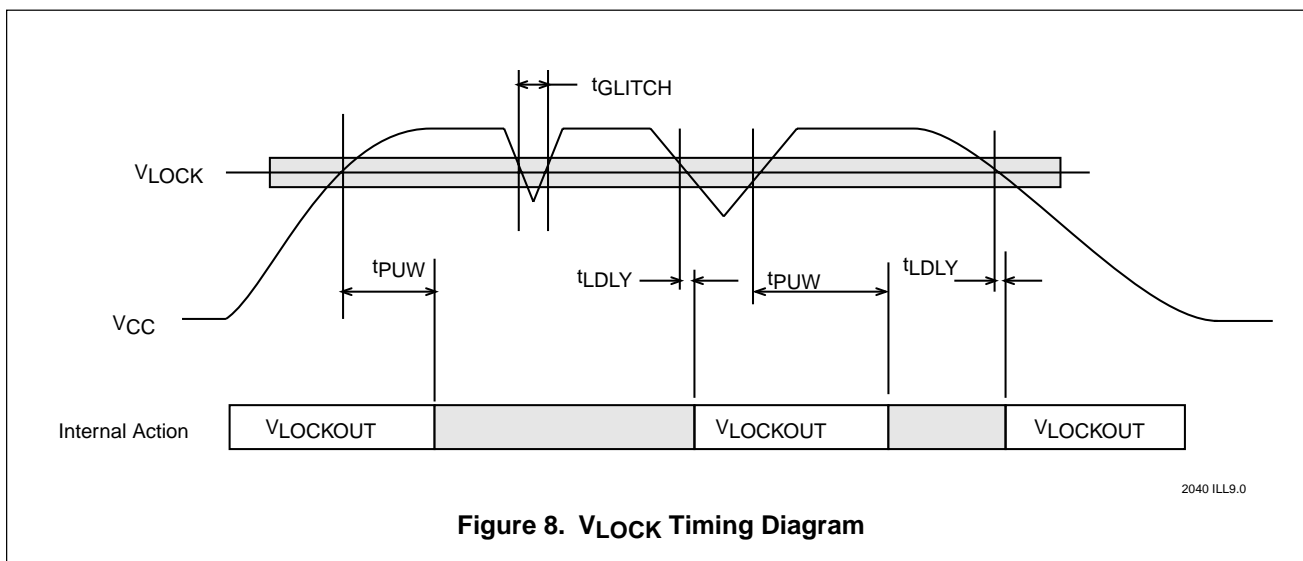 tGLITCH
VLOCK
tPUW
tLDLY
tPUW
tLDLY
VCC
Internal Action
VLOCKOUT
VLOCKOUT
VLOCKOUT
2040 ILL9.0
Figure 8. VLOCK Timing Diagram